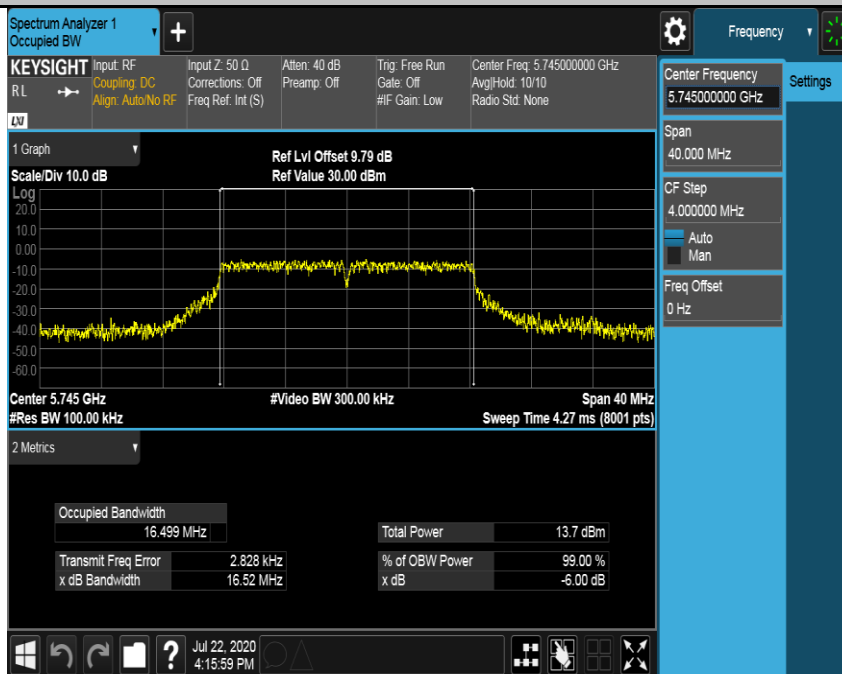 Spectrum Analyzer 1
Occupied BW
+
Frequency
KEYSIGHT
RL
LXI
Input: RF
Coupling: DC
Align: Auto/No RF
Input Z: 50 Ω
Corrections: Off
Freq Ref: Int (S)
Atten: 40 dB
Preamp: Off
Trig: Free Run
Gate: Off
#IF Gain: Low
Center Freq: 5.745000000 GHz
Avg|Hold: 10/10
Radio Std: None
Center Frequency
5.745000000 GHz
Settings
Span
40.000 MHz
CF Step
4.000000 MHz
Auto
Man
Freq Offset
0 Hz
1 Graph
Scale/Div 10.0 dB
Ref Lvl Offset 9.79 dB
Ref Value 30.00 dBm
Log
20.0
10.0
0.00
-10.0
-20.0
-30.0
-40.0
-50.0
-60.0
Center 5.745 GHz
#Video BW 300.00 kHz
Span 40 MHz
#Res BW 100.00 kHz
Sweep Time 4.27 ms (8001 pts)
2 Metrics
Occupied Bandwidth
16.499 MHz
Total Power 13.7 dBm
Transmit Freq Error 2.828 kHz
% of OBW Power 99.00 %
x dB Bandwidth 16.52 MHz
x dB -6.00 dB
?
Jul 22, 2020
4:15:59 PM